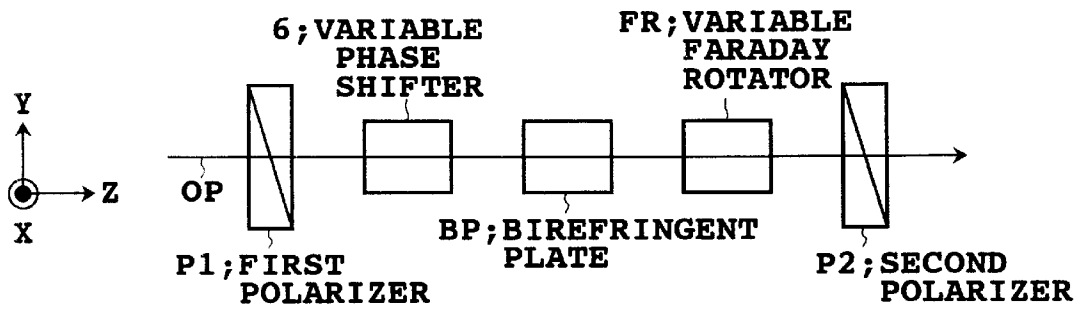 6;VARIABLE
PHASE
SHIFTER
FR;VARIABLE
FARADAY
ROTATOR
Y
Z
X
OP
P1;FIRST
POLARIZER
BP;BIREFRINGENT
PLATE
P2;SECOND
POLARIZER